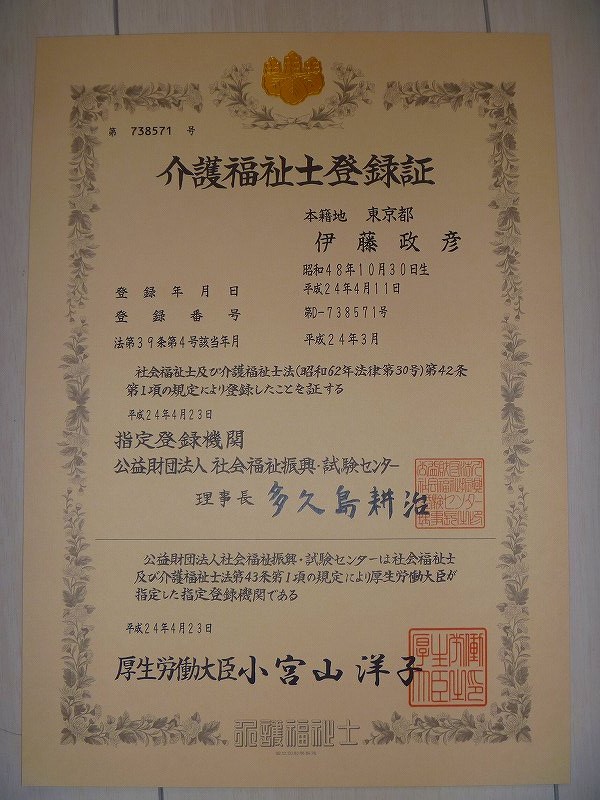 第 738571 号
介護福祉士登録証
本籍地 東京都
伊藤政彦
昭和48年10月30日生
登録年月日 平成24年4月11日
登録番号 第D-738571号
法第39条第4号該当年月 平成24年3月
社会福祉士及び介護福祉士法(昭和62年法律第30号)第42条
第1項の規定により登録したことを証する
平成24年4月23日
指定登録機関
公益財団法人 社会福祉振興・試験センター
理事長 多久島耕治
公益財団法人社会福祉振興・試験センターは社会福祉士
及び介護福祉士法第43条第1項の規定により厚生労働大臣が
指定した指定登録機関である
平成24年4月23日
厚生労働大臣 小宮山洋子
介護福祉士